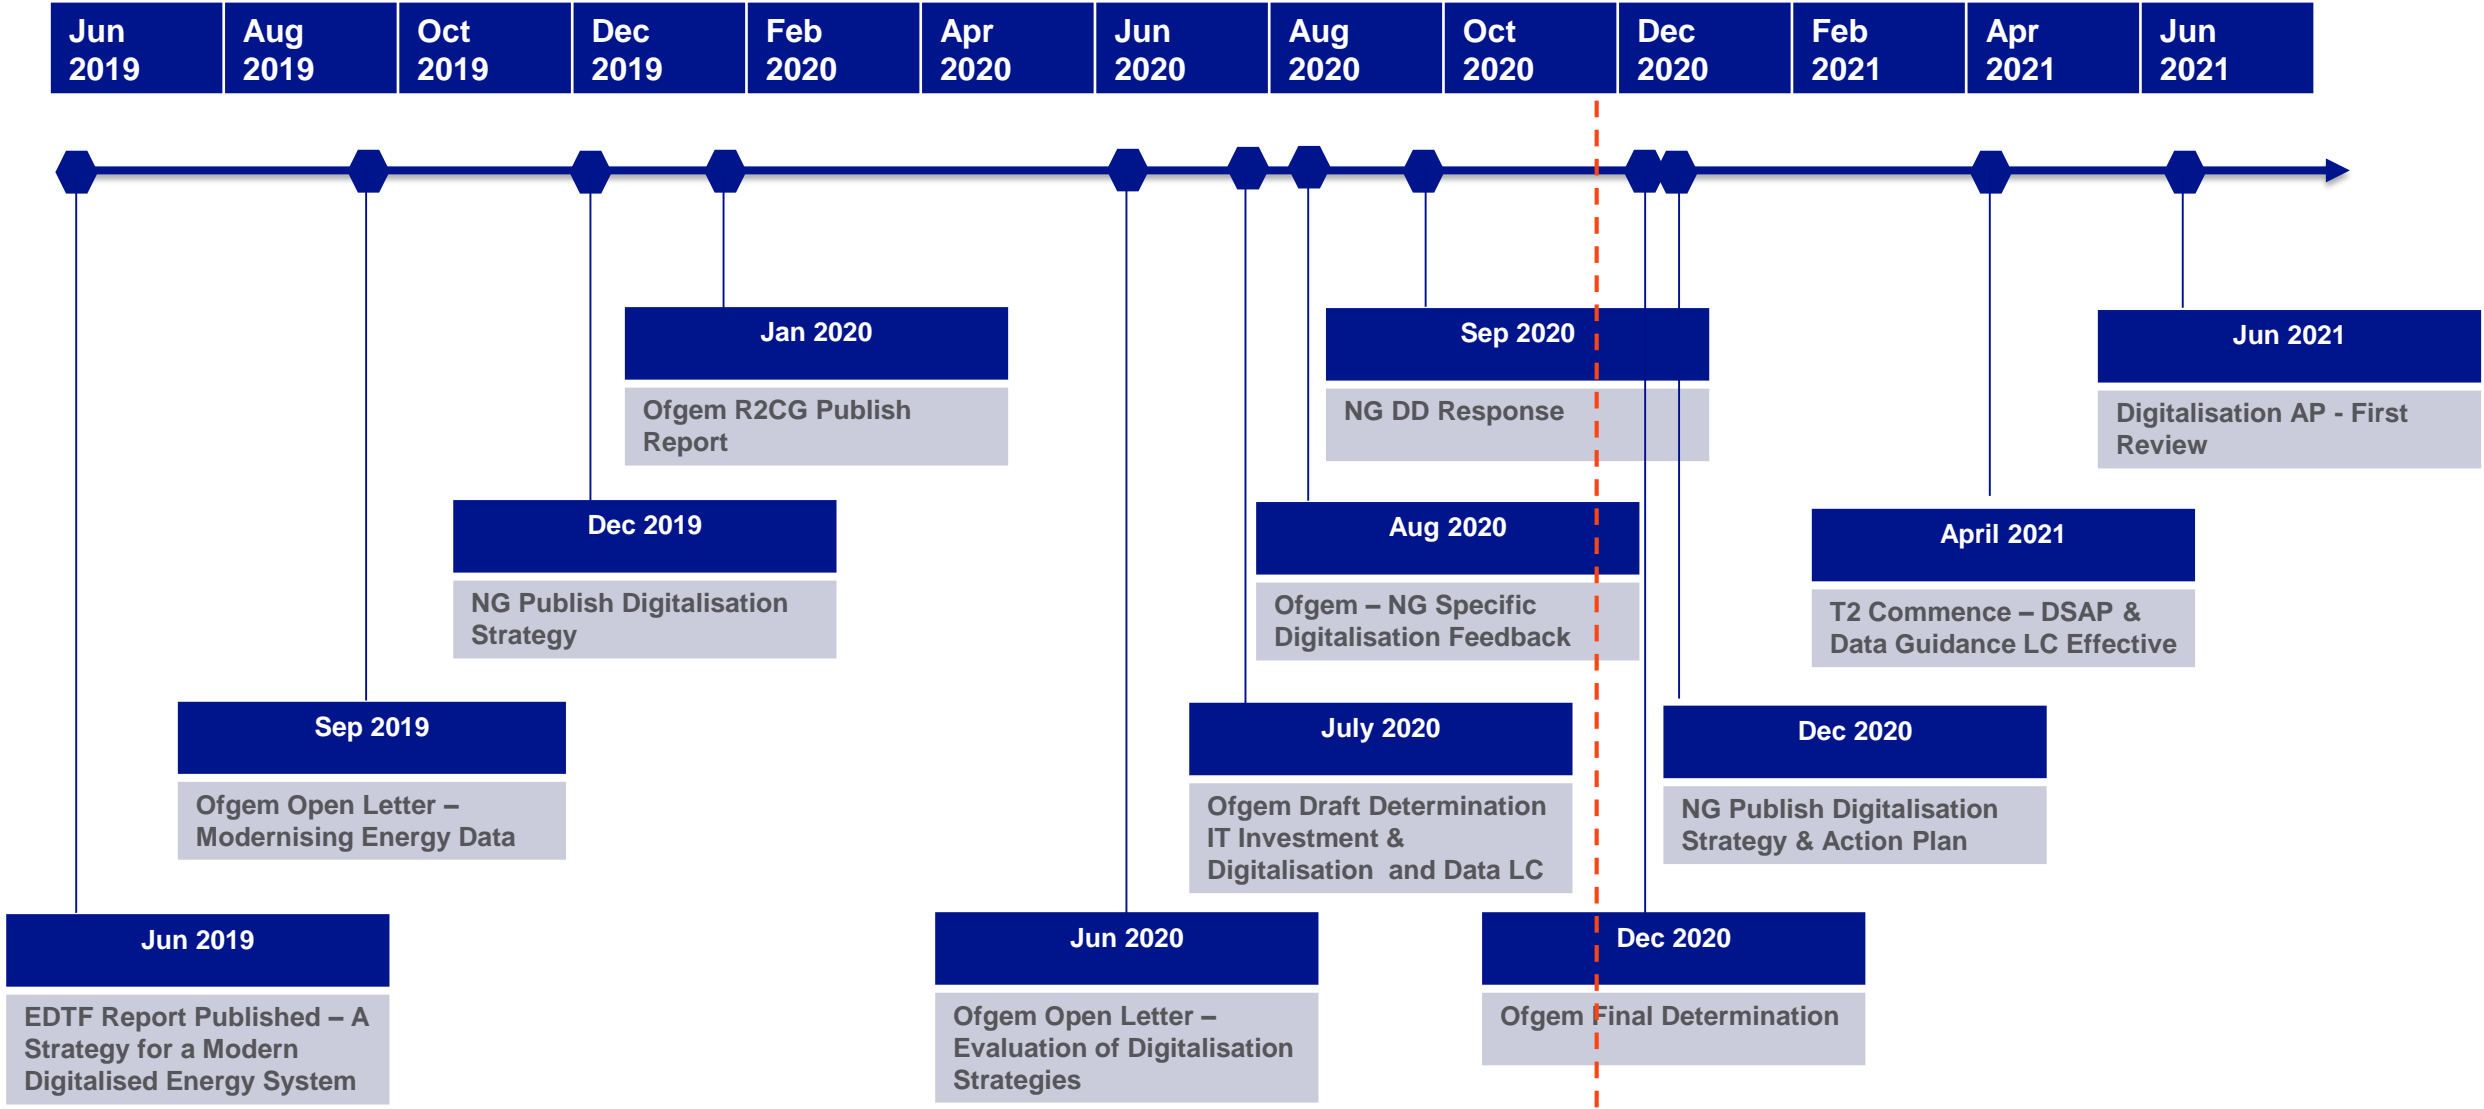 Jun
2019
Aug
2019
Oct
2019
Dec
2019
Feb
2020
Apr
2020
Jun
2020
Aug
2020
Oct
2020
Dec
2020
Feb
2021
Apr
2021
Jun
2021
Jan 2020
Ofgem R2CG Publish
Report
Sep 2020
NG DD Response
Jun 2021
Digitalisation AP - First
Review
Dec 2019
NG Publish Digitalisation
Strategy
Aug 2020
Ofgem – NG Specific
Digitalisation Feedback
April 2021
T2 Commence – DSAP &
Data Guidance LC Effective
Sep 2019
Ofgem Open Letter –
Modernising Energy Data
July 2020
Ofgem Draft Determination
IT Investment &
Digitalisation and Data LC
Dec 2020
NG Publish Digitalisation
Strategy & Action Plan
Jun 2019
EDTF Report Published – A
Strategy for a Modern
Digitalised Energy System
Jun 2020
Ofgem Open Letter –
Evaluation of Digitalisation
Strategies
Dec 2020
Ofgem Final Determination